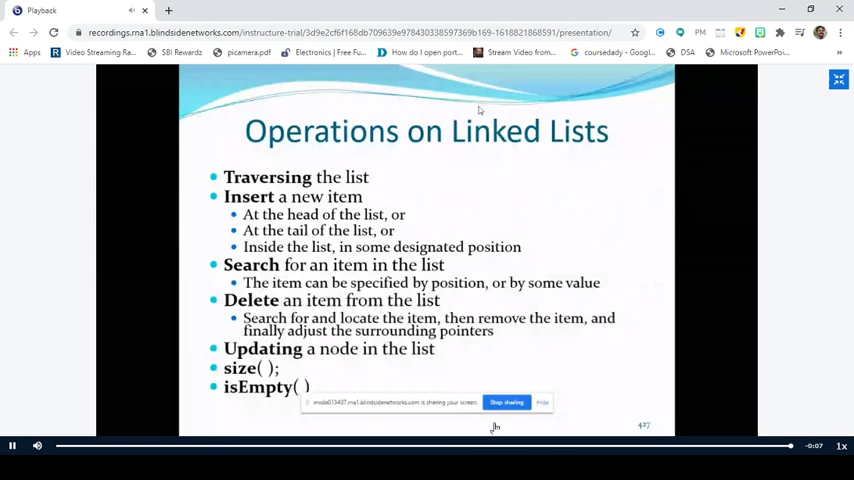 Playback
recordings.rna1.blindsidenetworks.com/instructure-trial/3d9e2cf6f168db709639e978430338597369b169-1618821868591/presentation/
Apps
Video Streaming Ra...
SBI Rewardz
picamera.pdf
Electronics | Free Fu...
How do I open port...
Stream Video from...
coursedady - Googl...
DSA
Microsoft PowerPoi...
PM
Operations on Linked Lists
Traversing the list
Insert a new item
At the head of the list, or
At the tail of the list, or
Inside the list, in some designated position
Search for an item in the list
The item can be specified by position, or by some value
Delete an item from the list
Search for and locate the item, then remove the item, and
finally adjust the surrounding pointers
Updating a node in the list
size( );
isEmpty( )
is sharing your screen.
Stop sharing
Hide
427
-0:07
1x